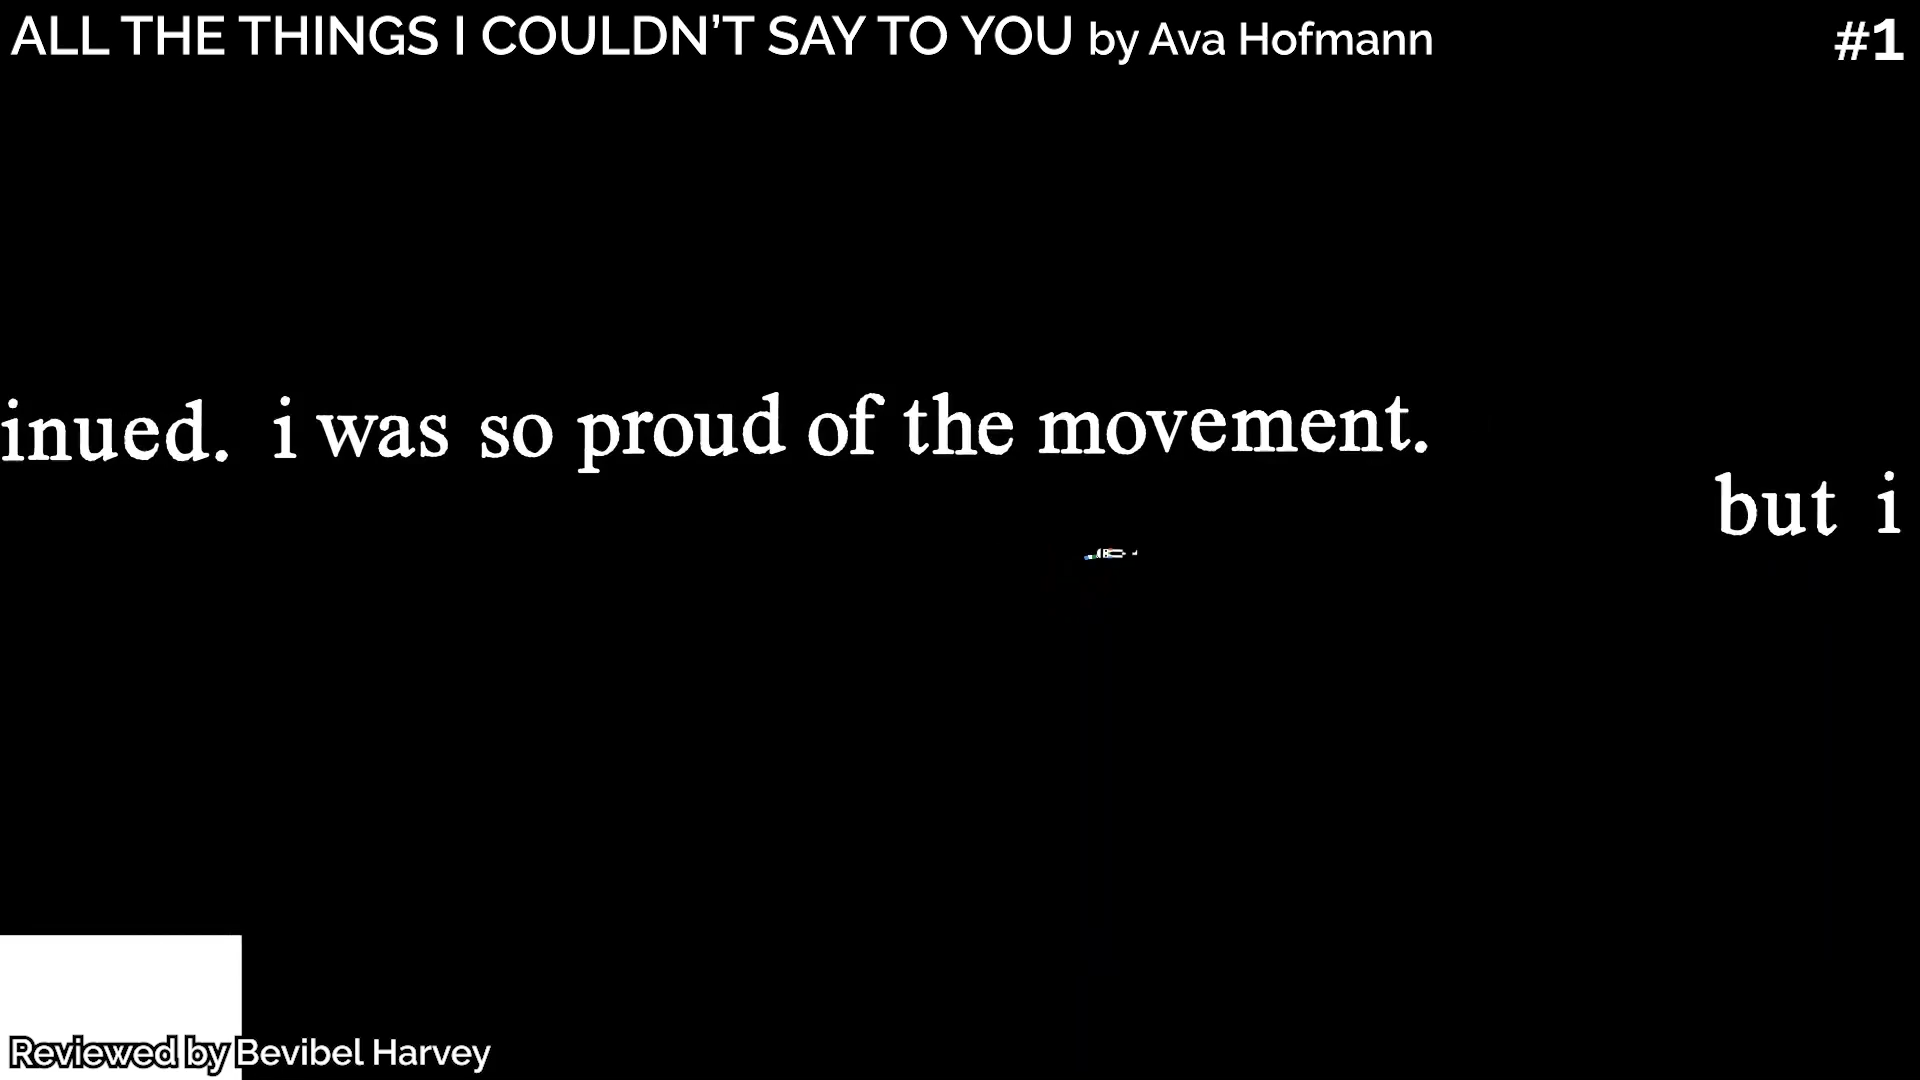 ALL THE THINGS I COULDN’T SAY TO YOU by Ava Hofmann
#1
inued. i was so proud of the movement.
but i
Reviewed by Bevibel Harvey